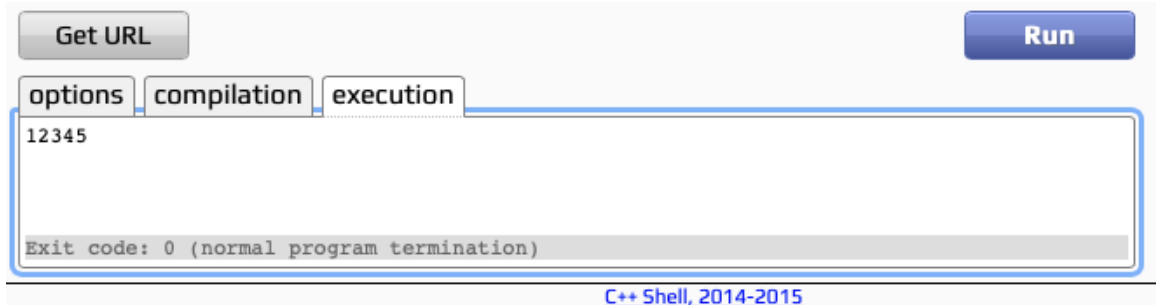 Get URL Run
options compilation execution
12345
Exit code: 0 (normal program termination)
C++ Shell, 2014-2015